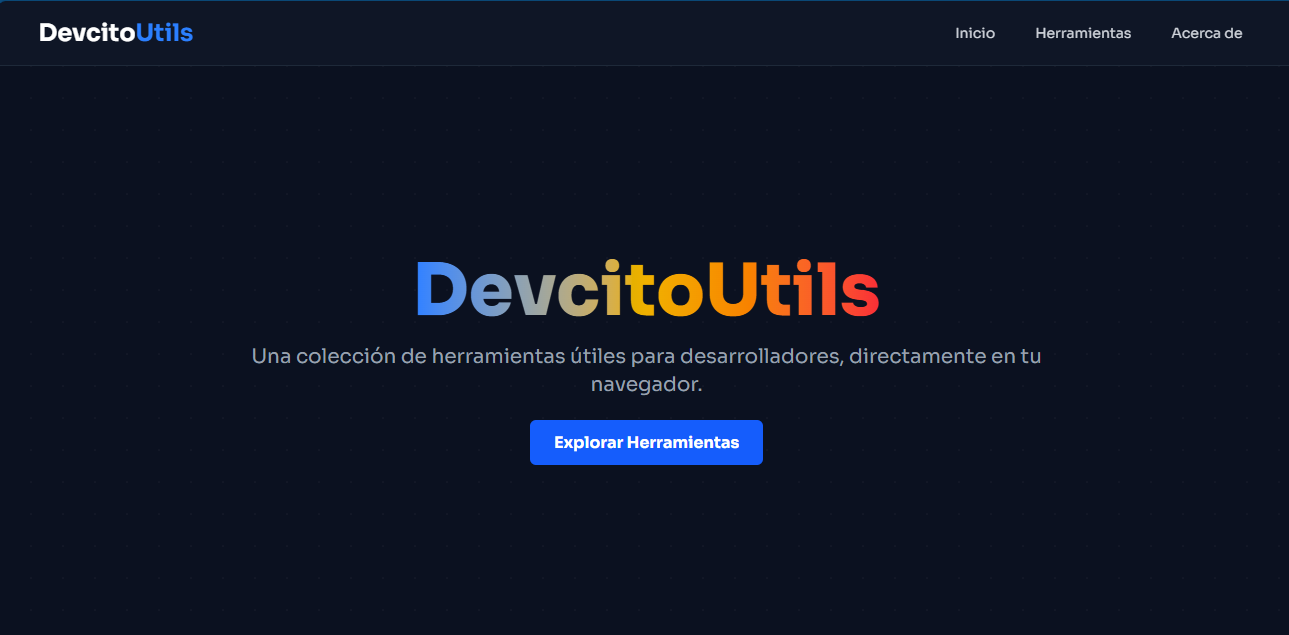 DevcitoUtils
Inicio
Herramientas
Acerca de
DevcitoUtils
Una colección de herramientas útiles para desarrolladores, directamente en tu
navegador.
Explorar Herramientas